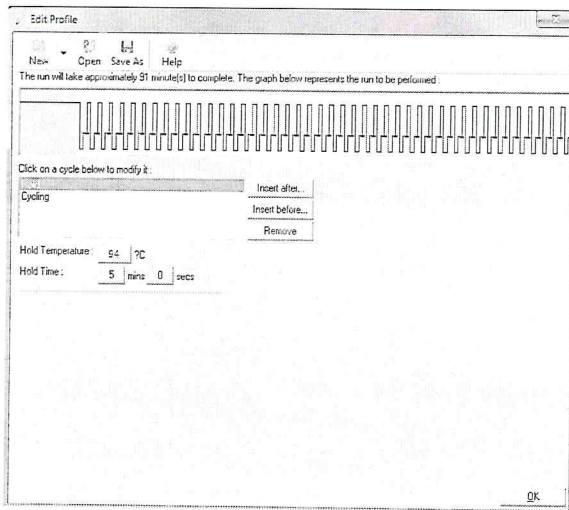 Edit Profile
New Open Save As Help
The run will take approximately 91 minute(s) to complete. The graph below represents the run to be performed :
Click on a cycle below to modify it :
Cycling
Insert after...
Insert before...
Remove
Hold Temperature : 94 ?C
Hold Time : 5 mins 0 secs
OK